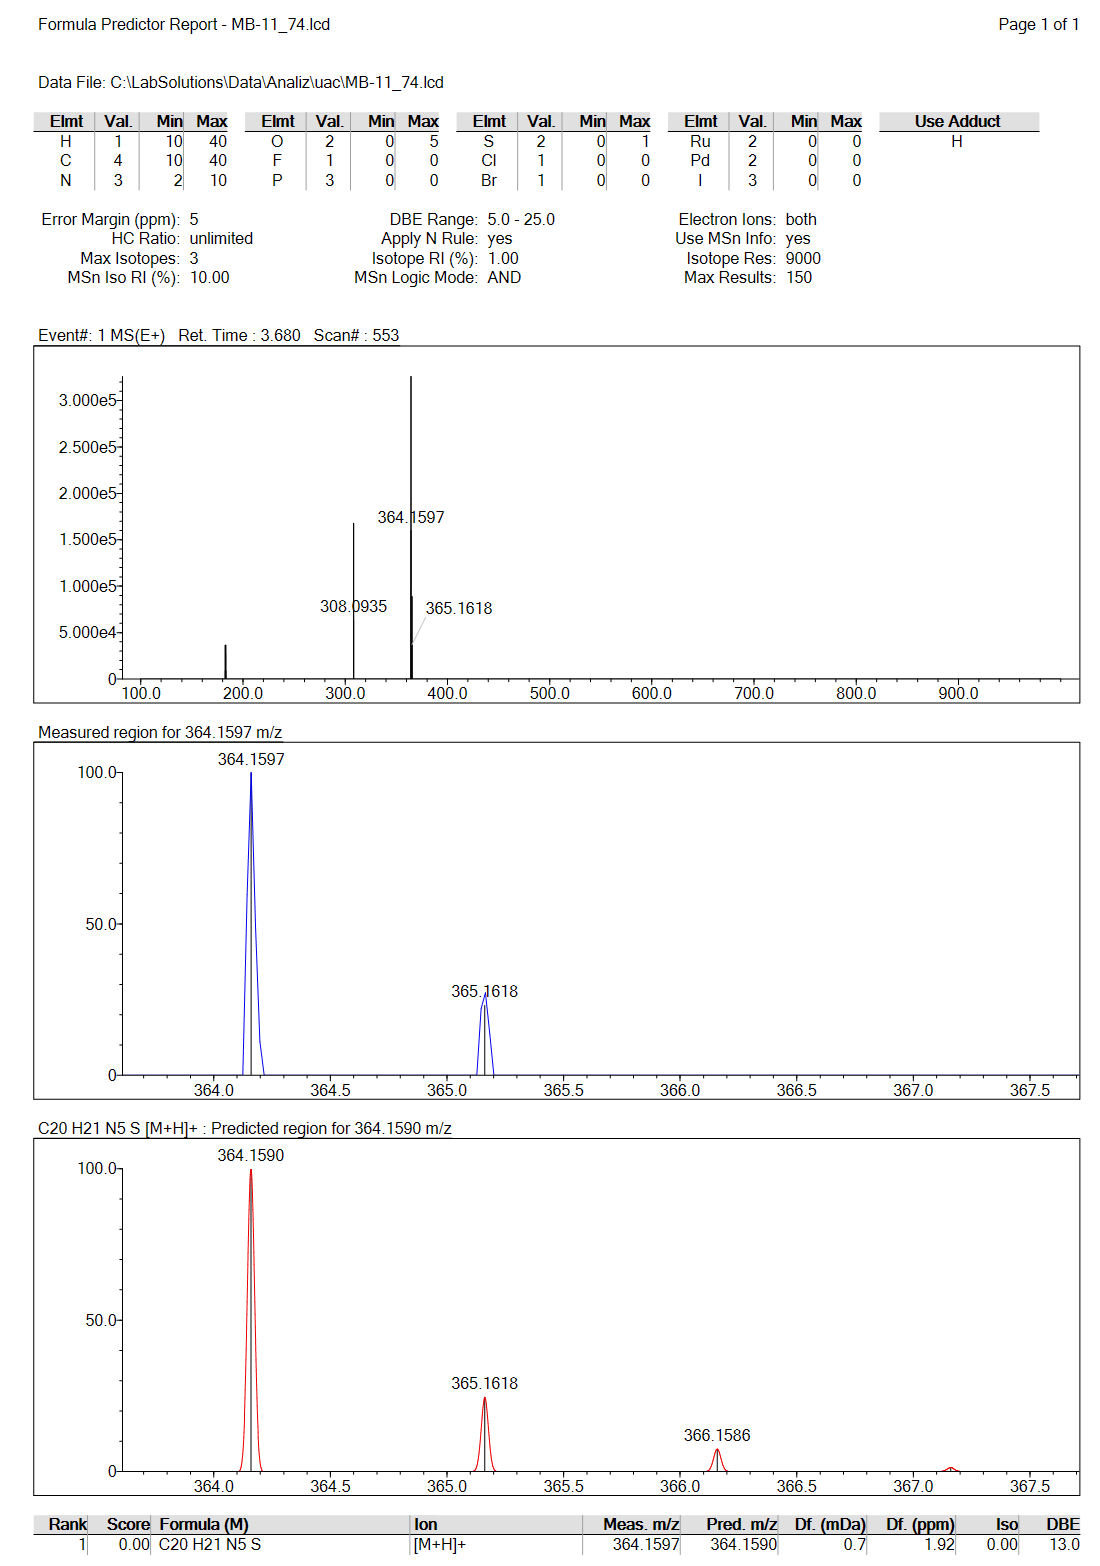 Formula Predictor Report - MB-11_74.lcd Page 1 of 1
Data File: C:\LabSolutions\Data\Analiz\uac\MB-11_74.lcd
Elmt Val. Min Max Elmt Val. Min Max Elmt Val. Min Max Elmt Val. Min Max Use Adduct
H 1 10 40 O 2 0 5 S 2 0 1 Ru 2 0 0 H
C 4 10 40 F 1 0 0 Cl 1 0 0 Pd 2 0 0
N 3 2 10 P 3 0 0 Br 1 0 0 I 3 0 0
Error Margin (ppm): 5 DBE Range: 5.0 - 25.0 Electron Ions: both
HC Ratio: unlimited Apply N Rule: yes Use MSn Info: yes
Max Isotopes: 3 Isotope RI (%): 1.00 Isotope Res: 9000
MSn Iso RI (%): 10.00 MSn Logic Mode: AND Max Results: 150
Event#: 1 MS(E+) Ret. Time : 3.680 Scan# : 553
3.000e5
2.500e5
2.000e5
364.1597
1.500e5
1.000e5
308.0935 365.1618
5.000e4
0
100.0 200.0 300.0 400.0 500.0 600.0 700.0 800.0 900.0
Measured region for 364.1597 m/z
364.1597
100.0
50.0
365.1618
0
364.0 364.5 365.0 365.5 366.0 366.5 367.0 367.5
C20 H21 N5 S [M+H]+ : Predicted region for 364.1590 m/z
364.1590
100.0
50.0
365.1618
366.1586
0
364.0 364.5 365.0 365.5 366.0 366.5 367.0 367.5
Rank Score Formula (M) Ion Meas. m/z Pred. m/z Df. (mDa) Df. (ppm) Iso DBE
1 0.00 C20 H21 N5 S [M+H]+ 364.1597 364.1590 0.7 1.92 0.00 13.0